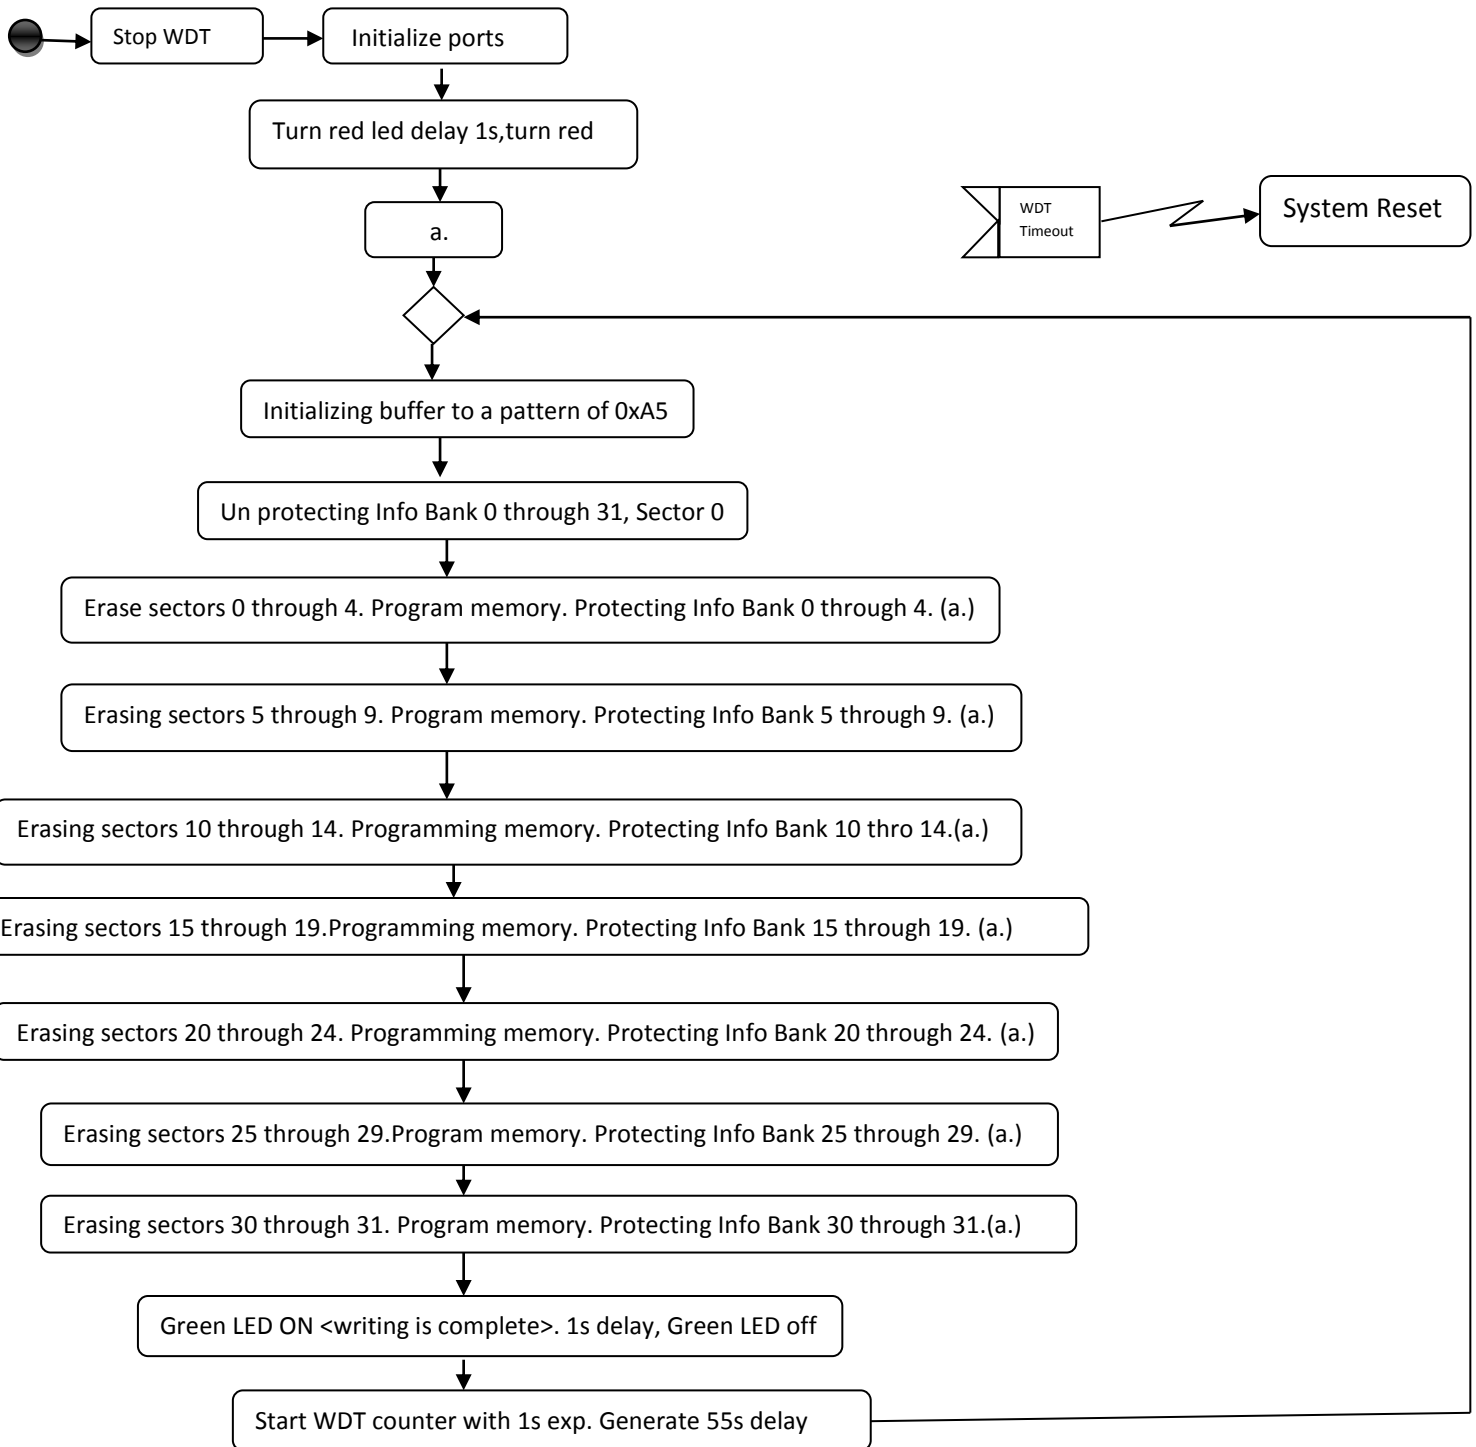 Stop WDT
Initialize ports
Turn red led delay 1s,turn red
WDT
Timeout
System Reset
a.
Initializing buffer to a pattern of 0xA5
Un protecting Info Bank 0 through 31, Sector 0
Erase sectors 0 through 4. Program memory. Protecting Info Bank 0 through 4. (a.)
Erasing sectors 5 through 9. Program memory. Protecting Info Bank 5 through 9. (a.)
Erasing sectors 10 through 14. Programming memory. Protecting Info Bank 10 thro 14.(a.)
Erasing sectors 15 through 19.Programming memory. Protecting Info Bank 15 through 19. (a.)
Erasing sectors 20 through 24. Programming memory. Protecting Info Bank 20 through 24. (a.)
Erasing sectors 25 through 29.Program memory. Protecting Info Bank 25 through 29. (a.)
Erasing sectors 30 through 31. Program memory. Protecting Info Bank 30 through 31.(a.)
Green LED ON <writing is complete>. 1s delay, Green LED off
Start WDT counter with 1s exp. Generate 55s delay